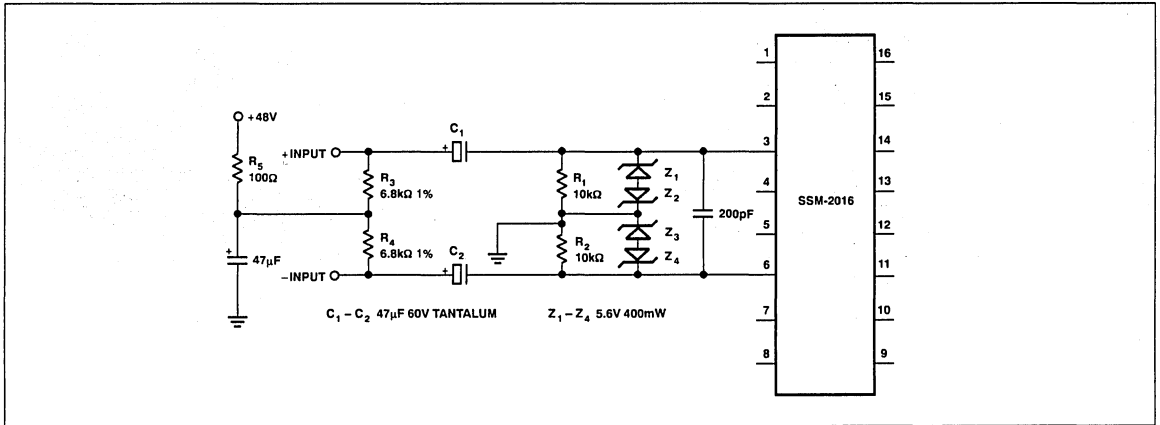 +48V
R5
100Ω
47µF
+INPUT
−INPUT
R3
6.8kΩ 1%
R4
6.8kΩ 1%
C1
C2
R1
10kΩ
R2
10kΩ
Z1
Z2
Z3
Z4
200pF
C1 – C2 47µF 60V TANTALUM
Z1 – Z4 5.6V 400mW
SSM-2016
1
2
3
4
5
6
7
8
16
15
14
13
12
11
10
9
+
+
+